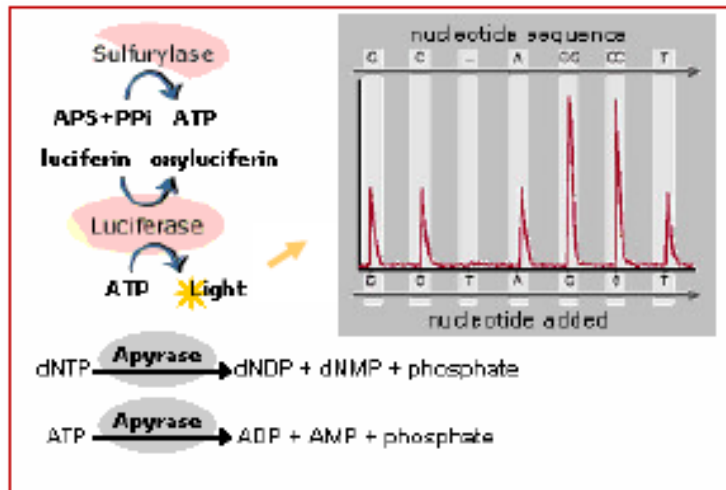 Sulfurylase
APS+PPi ATP
luciferin oxyluciferin
Luciferase
ATP Light
nucleotide sequence
G C - A GG CC T
G C T A G C T
nucleotide added
Apyrase
dNTP dNDP + dNMP + phosphate
Apyrase
ATP ADP + AMP + phosphate